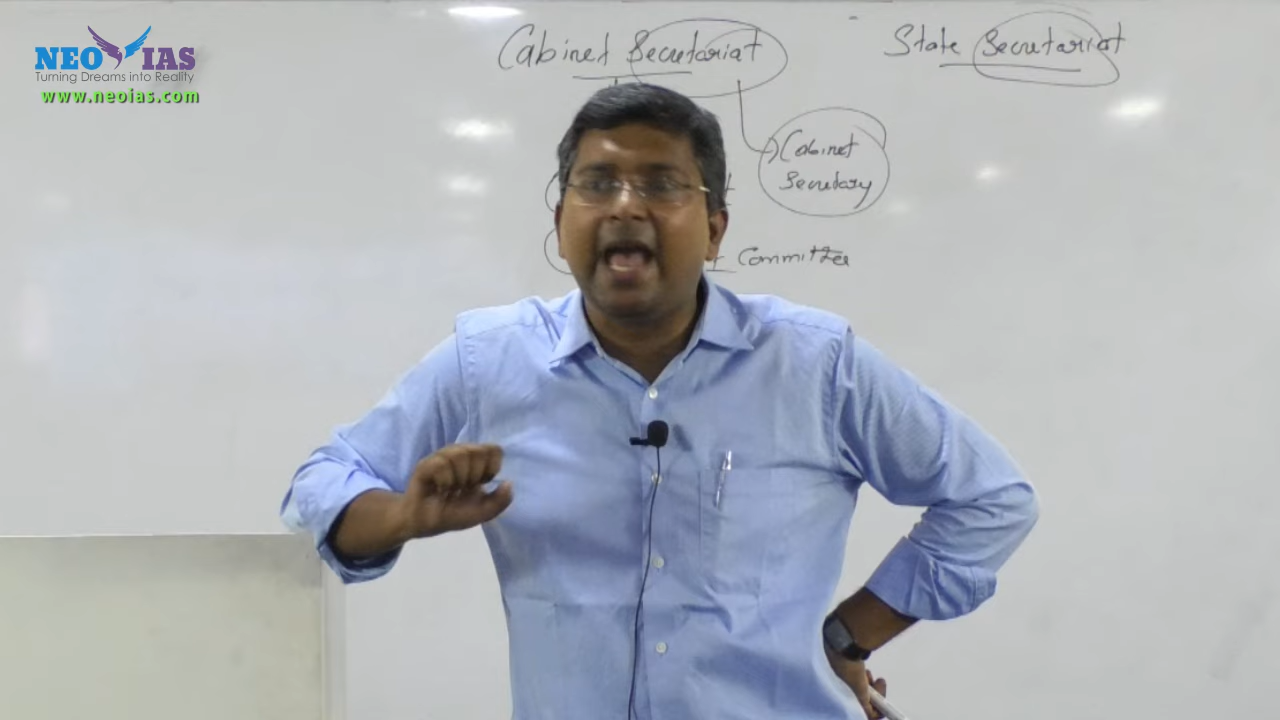 NEO IAS
Turning Dreams into Reality
www.neoias.com
Cabinet Secretariat
State Secretariat
Cabinet
Secretary
Committee